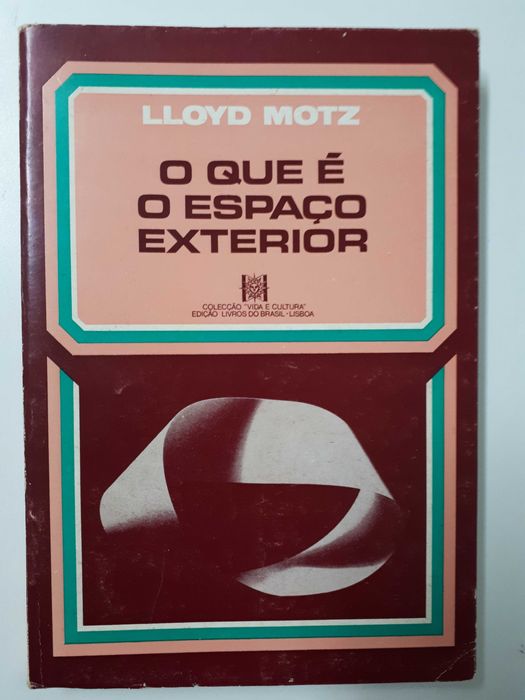 LLOYD MOTZ
O QUE É
O ESPAÇO
EXTERIOR
COLECÇÃO "VIDA E CULTURA"
EDIÇÃO LIVROS DO BRASIL - LISBOA